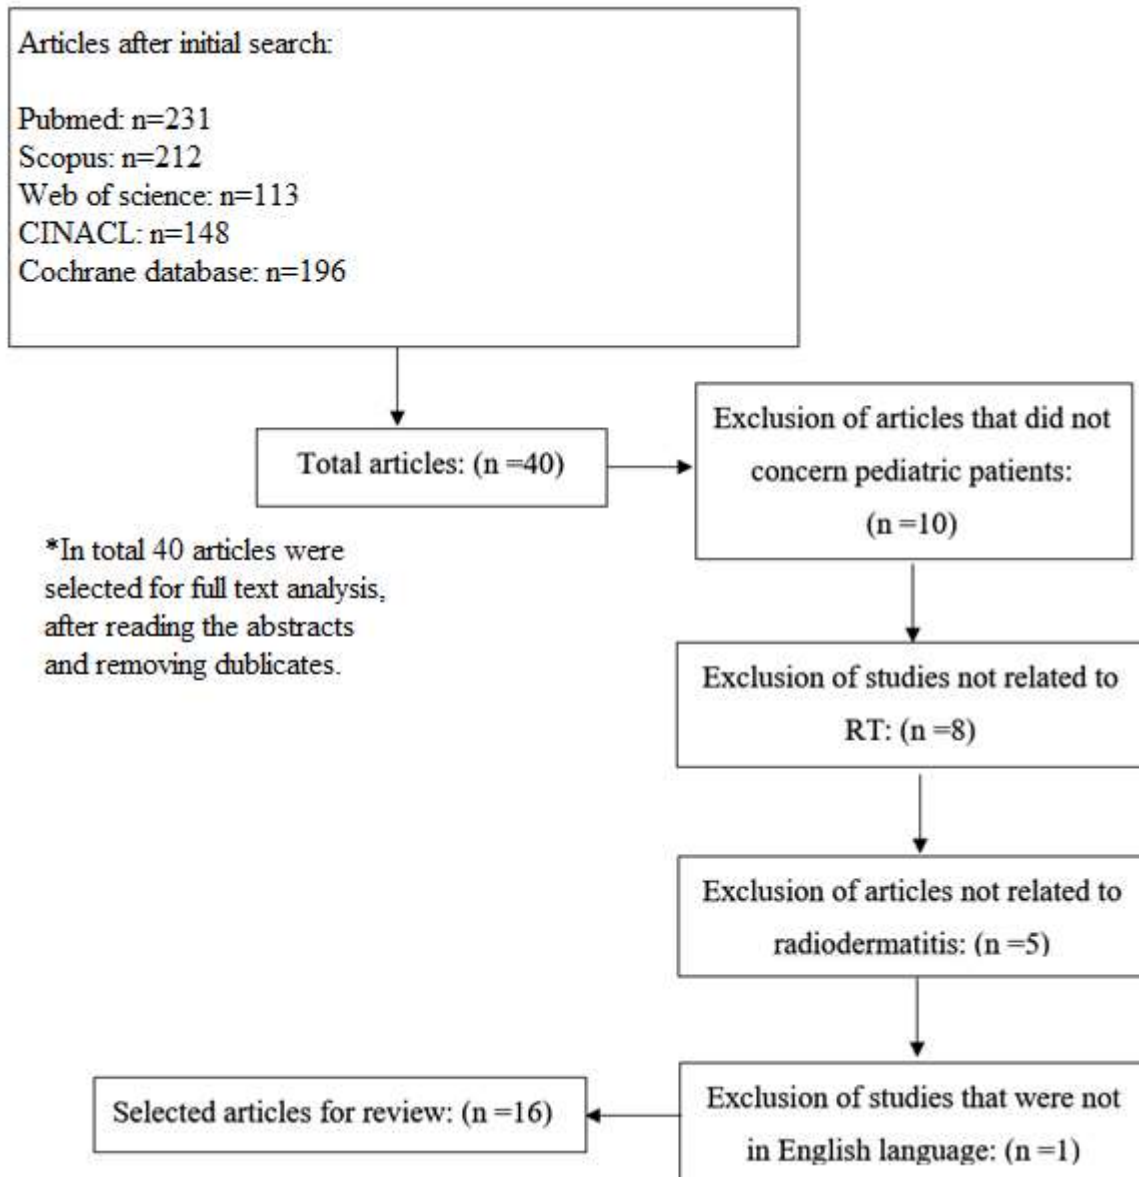 Articles after initial search:
Pubmed: n=231
Scopus: n=212
Web of science: n=113
CINACL: n=148
Cochrane database: n=196
Total articles: (n =40)
Exclusion of articles that did not
concern pediatric patients:
(n =10)
*In total 40 articles were
selected for full text analysis,
after reading the abstracts
and removing dublicates.
Exclusion of studies not related to
RT: (n =8)
Exclusion of articles not related to
radiodermatitis: (n =5)
Exclusion of studies that were not
in English language: (n =1)
Selected articles for review: (n =16)